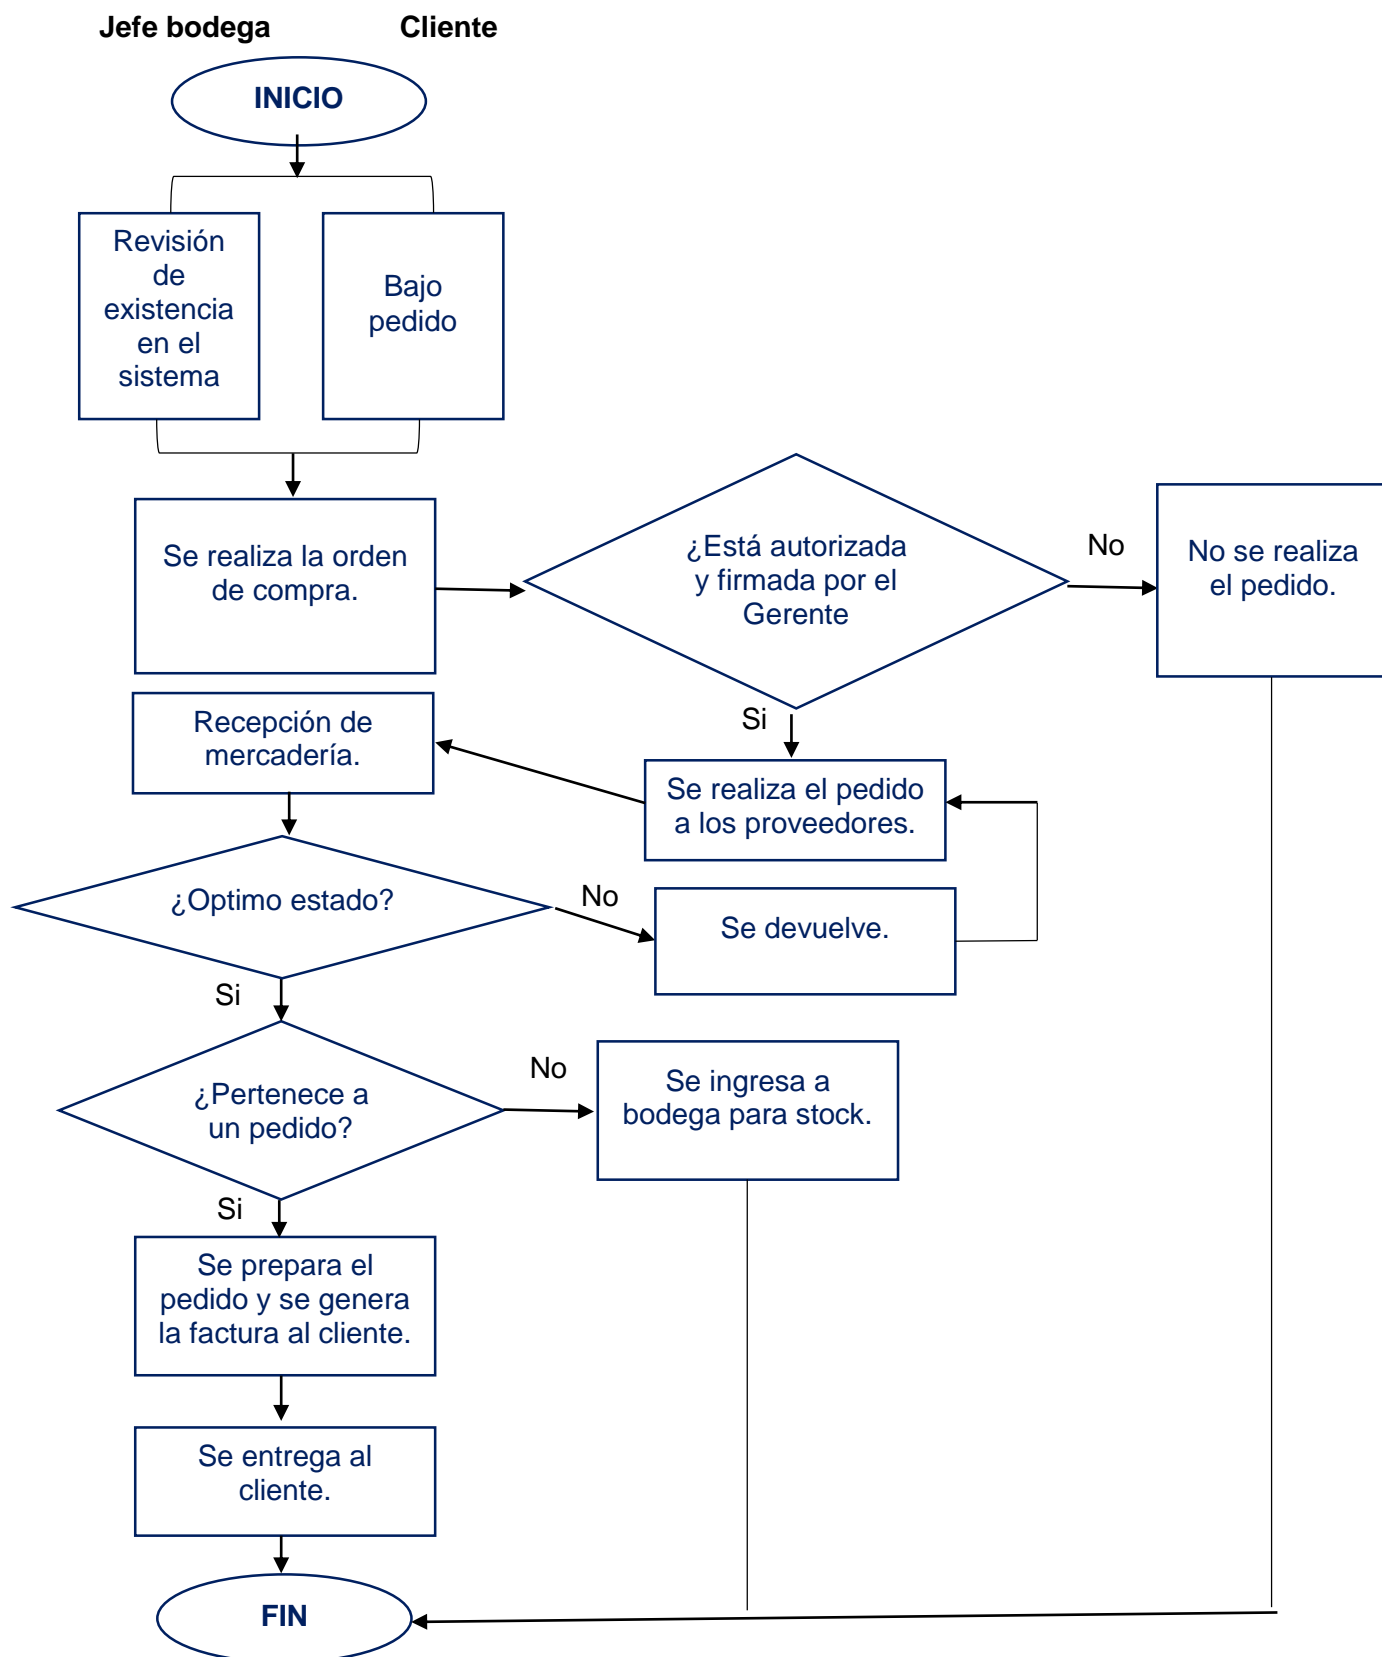 Jefe bodega
Cliente
INICIO
Revisión
de
existencia
en el
sistema
Bajo
pedido
Se realiza la orden
de compra.
¿Está autorizada
y firmada por el
Gerente
No
No se realiza
el pedido.
Si
Recepción de
mercadería.
Se realiza el pedido
a los proveedores.
¿Optimo estado?
No
Se devuelve.
Si
¿Pertenece a
un pedido?
No
Se ingresa a
bodega para stock.
Si
Se prepara el
pedido y se genera
la factura al cliente.
Se entrega al
cliente.
FIN